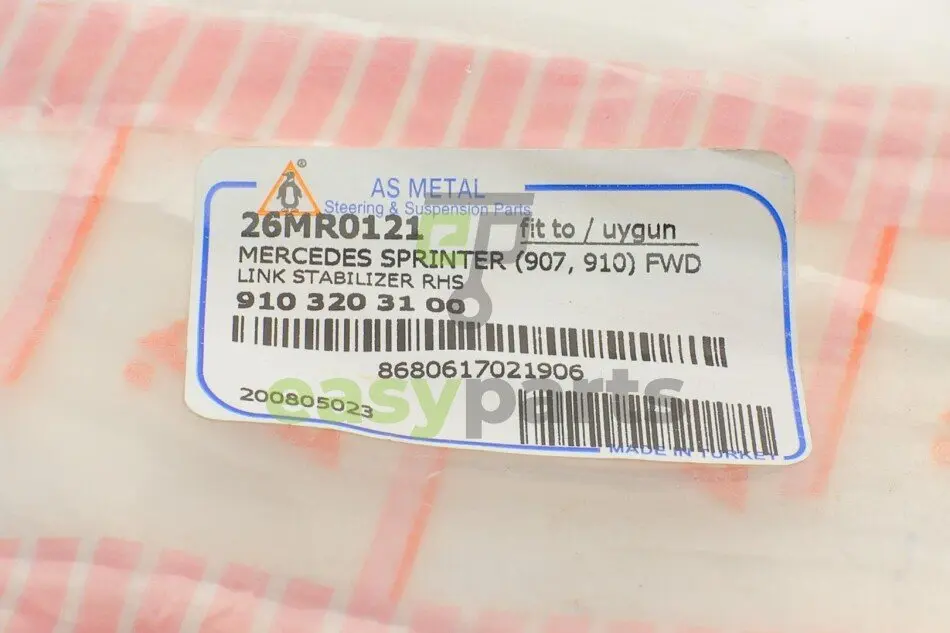 ®
AS METAL
Steering & Suspension Parts
26MR0121 fit to / uygun
MERCEDES SPRINTER (907, 910) FWD
LINK STABILIZER RHS
910 320 31 00
8680617021906
easyparts
200805023
MADE IN TURKEY